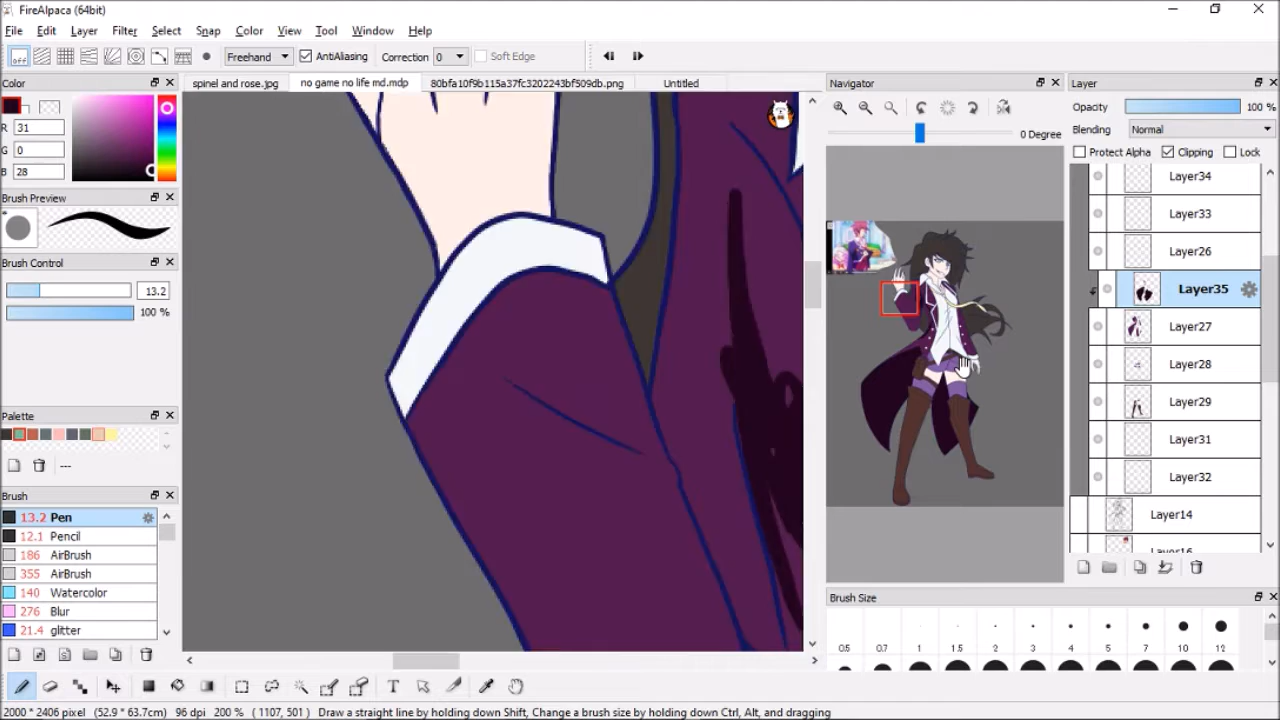 FireAlpaca (64bit)
File Edit Layer Filter Select Snap Color View Tool Window Help
off Freehand AntiAliasing Correction 0 Soft Edge
Color
spinel and rose.jpg no game no life md.mdp 80bfa10f9b115a37fc3202243bf509db.png Untitled
Navigator
Layer
R 31
G 0
B 28
0 Degree
Opacity 100 %
Blending Normal
Protect Alpha Clipping Lock
Brush Preview
Brush Control
13.2
100 %
Layer34
Layer33
Layer26
Layer35
Layer27
Layer28
Layer29
Layer31
Layer32
Layer14
Palette
---
Brush
13.2 Pen
12.1 Pencil
186 AirBrush
355 AirBrush
140 Watercolor
276 Blur
21.4 glitter
Brush Size
0.5 0.7 1 1.5 2 3 4 5 7 10 12
T
2000 * 2406 pixel (52.9 * 63.7cm) 96 dpi 200 % ( 1107, 501 ) Draw a straight line by holding down Shift, Change a brush size by holding down Ctrl, Alt, and dragging